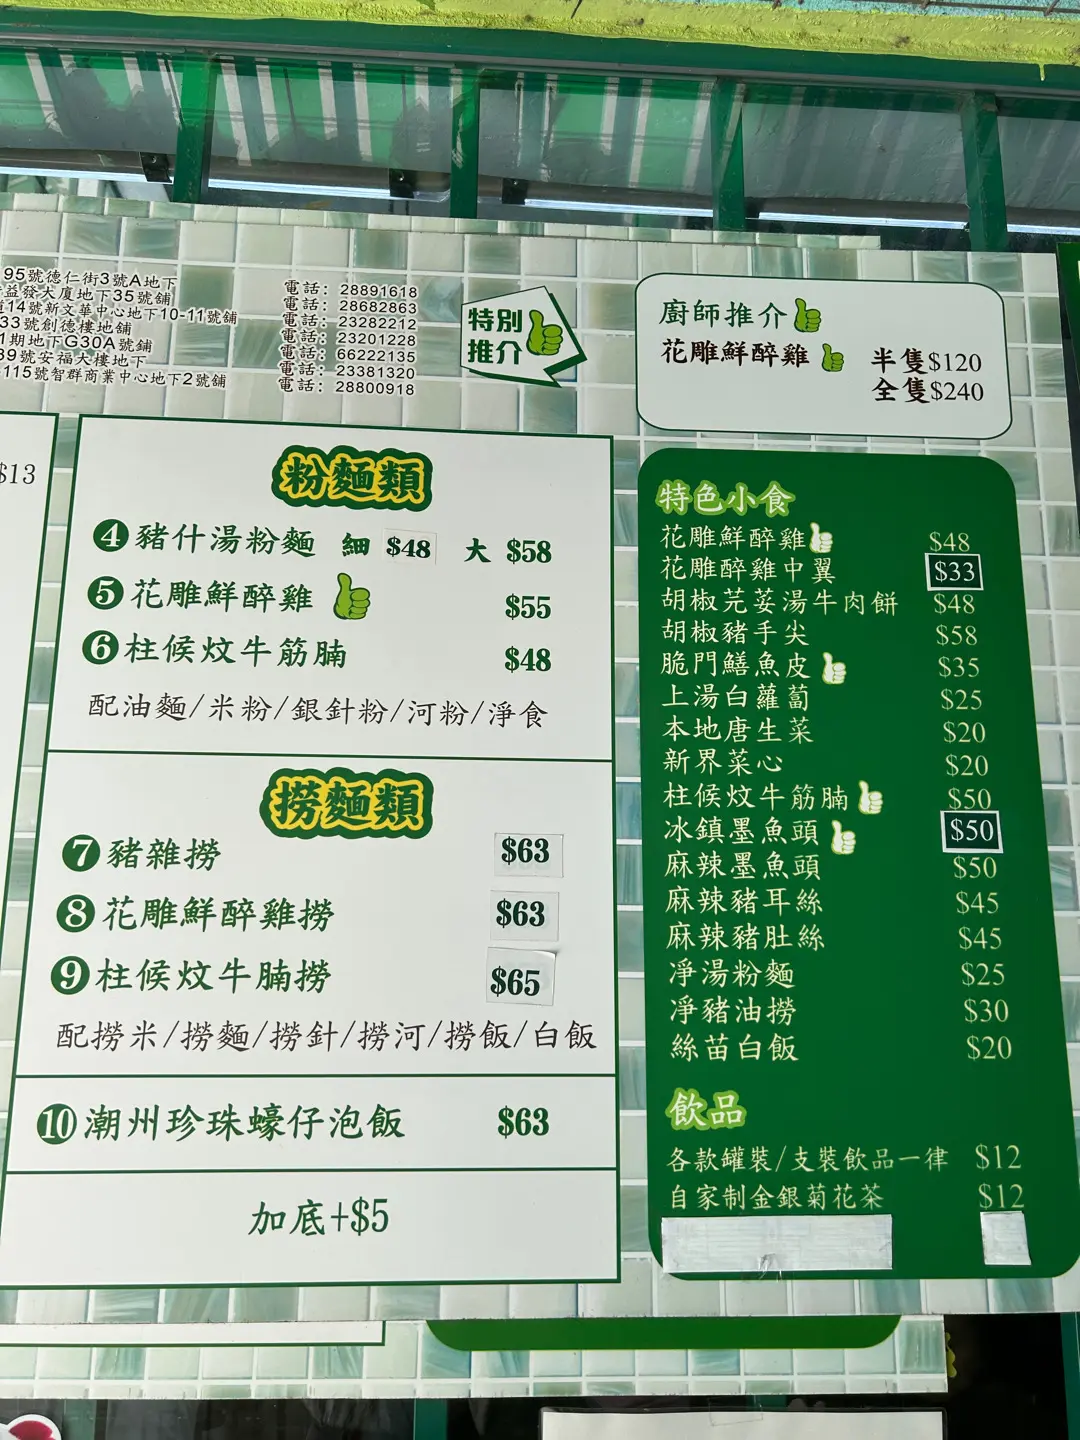 95號德仁街3號A地下
益發大廈地下35號舖
14號新文華中心地下10-11號舖
33號創德樓地舖
1期地下G30A號舖
39號安福大樓地下
115號智群商業中心地下2號舖
電話：28891618
電話：28682863
電話：23282212
電話：23201228
電話：66222135
電話：23381320
電話：28800918
特別
推介
廚師推介
花雕鮮醉雞 半隻$120
全隻$240
$13
粉麵類
4 豬什湯粉麵 細 $48 大 $58
5 花雕鮮醉雞 $55
6 柱候炆牛筋腩 $48
配油麵/米粉/銀針粉/河粉/淨食
撈麵類
7 豬雜撈 $63
8 花雕鮮醉雞撈 $63
9 柱候炆牛腩撈 $65
配撈米/撈麵/撈針/撈河/撈飯/白飯
10 潮州珍珠蠔仔泡飯 $63
加底+$5
特色小食
花雕鮮醉雞 $48
花雕醉雞中翼 $33
胡椒芫荽湯牛肉餅 $48
胡椒豬手尖 $58
脆門鱔魚皮 $35
上湯白蘿蔔 $25
本地唐生菜 $20
新界菜心 $20
柱候炆牛筋腩 $50
冰鎮墨魚頭 $50
麻辣墨魚頭 $50
麻辣豬耳絲 $45
麻辣豬肚絲 $45
淨湯粉麵 $25
淨豬油撈 $30
絲苗白飯 $20
飲品
各款罐裝/支裝飲品一律 $12
自家制金銀菊花茶 $12